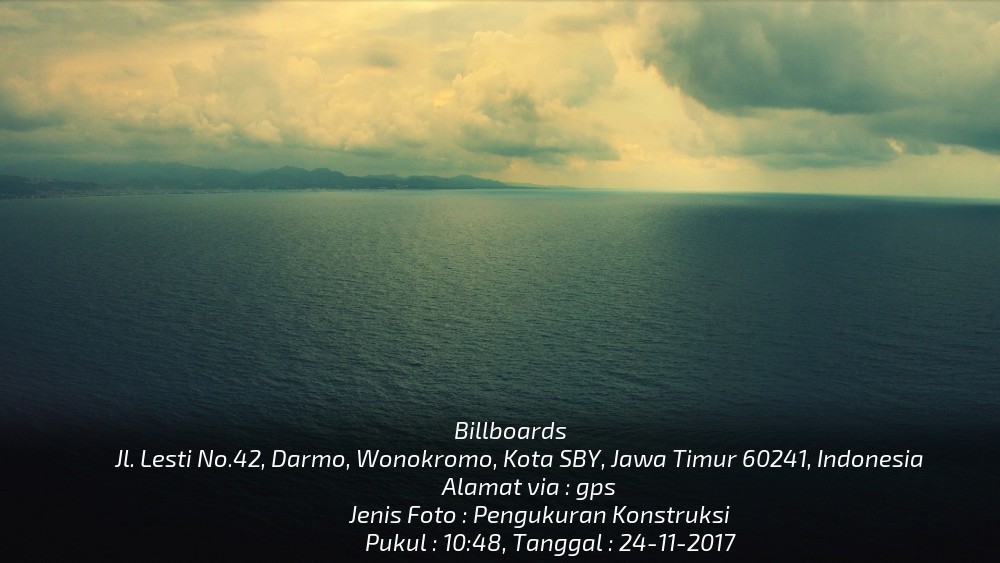 Billboards
Jl. Lesti No.42, Darmo, Wonokromo, Kota SBY, Jawa Timur 60241, Indonesia
Alamat via : gps
Jenis Foto : Pengukuran Konstruksi
Pukul : 10:48, Tanggal : 24-11-2017